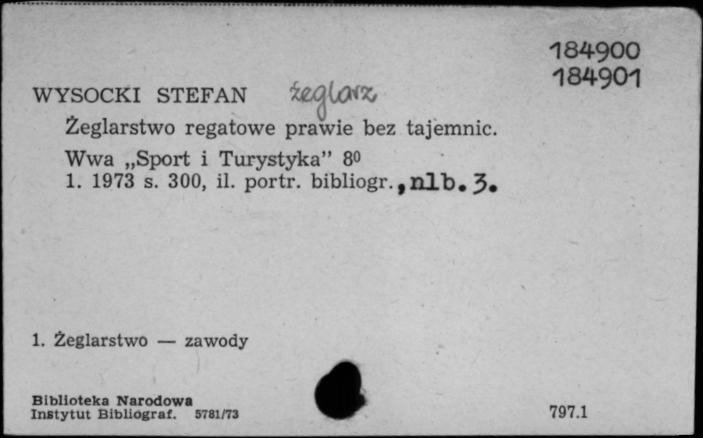 184900
184901
WYSOCKI STEFAN żeglarz
Żeglarstwo regatowe prawie bez tajemnic.
Wwa „Sport i Turystyka” 8⁰
1. 1973 s. 300, il. portr. bibliogr., nlb. 3.
1. Żeglarstwo — zawody
Biblioteka Narodowa
Instytut Bibliograf. 5781/73
797.1